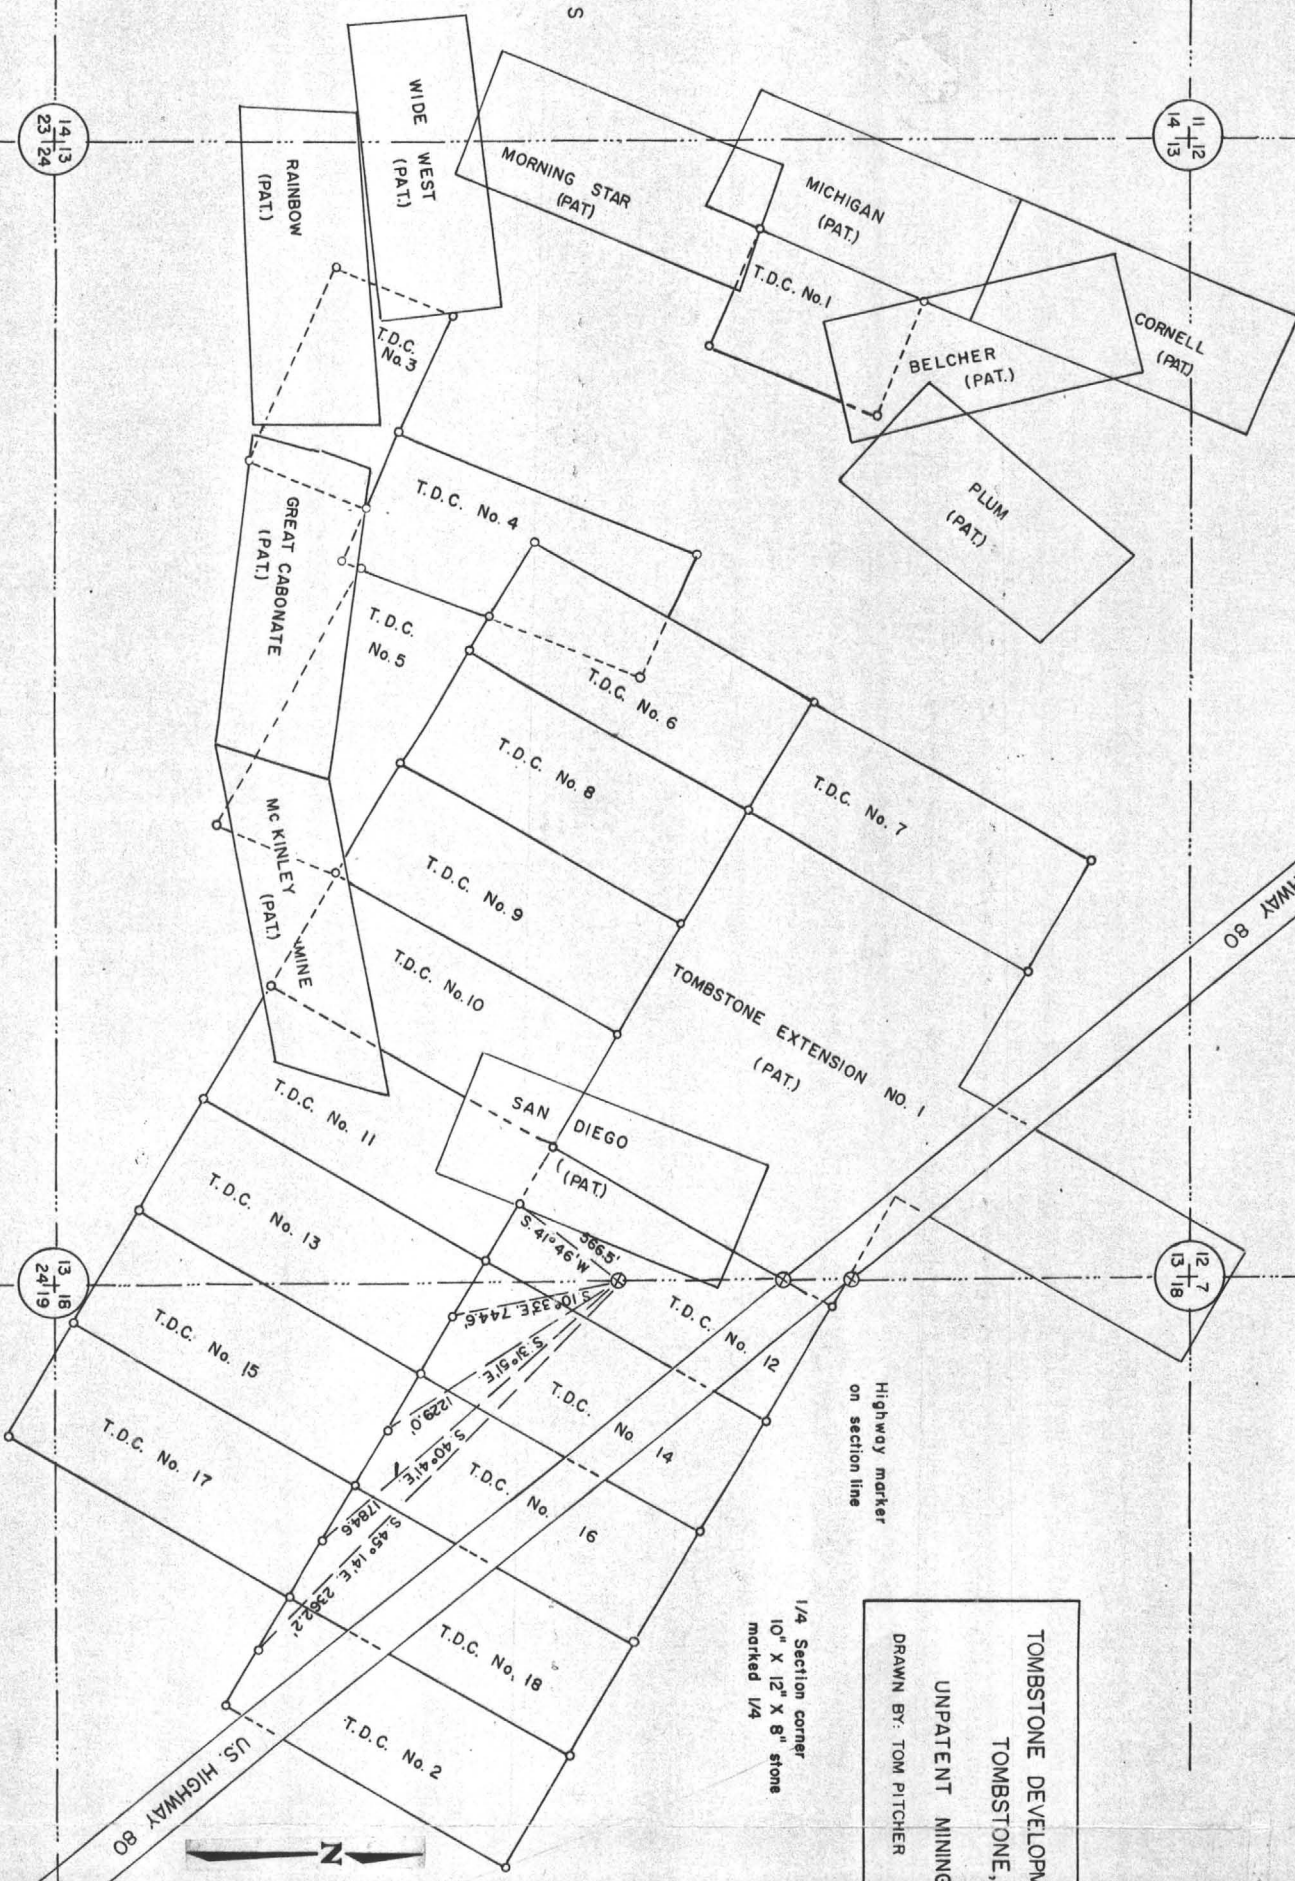 S
14 13
23 24
11 12
14 13
WIDE WEST
(PAT.)
RAINBOW
(PAT.)
MORNING STAR
(PAT)
MICHIGAN
(PAT.)
T.D.C. No. 1
BELCHER
(PAT.)
CORNELL
(PAT.)
PLUM
(PAT.)
T.D.C.
No. 3
T.D.C. No. 4
GREAT CABONATE
(PAT.)
T.D.C.
No. 5
T.D.C. No. 6
T.D.C. No. 7
T.D.C. No. 8
T.D.C. No. 9
T.D.C. No. 10
Mc KINLEY MINE
(PAT.)
TOMBSTONE EXTENSION NO. 1
(PAT.)
HWAY 80
SAN DIEGO
(PAT.)
T.D.C. No. 11
T.D.C. No. 12
T.D.C. No. 13
T.D.C. No. 14
T.D.C. No. 15
T.D.C. No. 16
T.D.C. No. 17
T.D.C. No. 18
T.D.C. No. 2
566.5'
S. 41° 46' W
S. 10° 33' E. 744.6'
S. 31° 51' E.
1229.0'
S. 40° 41' E.
1784.6
S. 45° 14' E. 2362.2'
13 18
24 19
12 7
13 18
Highway marker
on section line
1/4 Section corner
10" X 12" X 8" stone
marked 1/4
U.S. HIGHWAY 80
N
TOMBSTONE DEVELOPM
TOMBSTONE,
UNPATENT MINING
DRAWN BY: TOM PITCHER